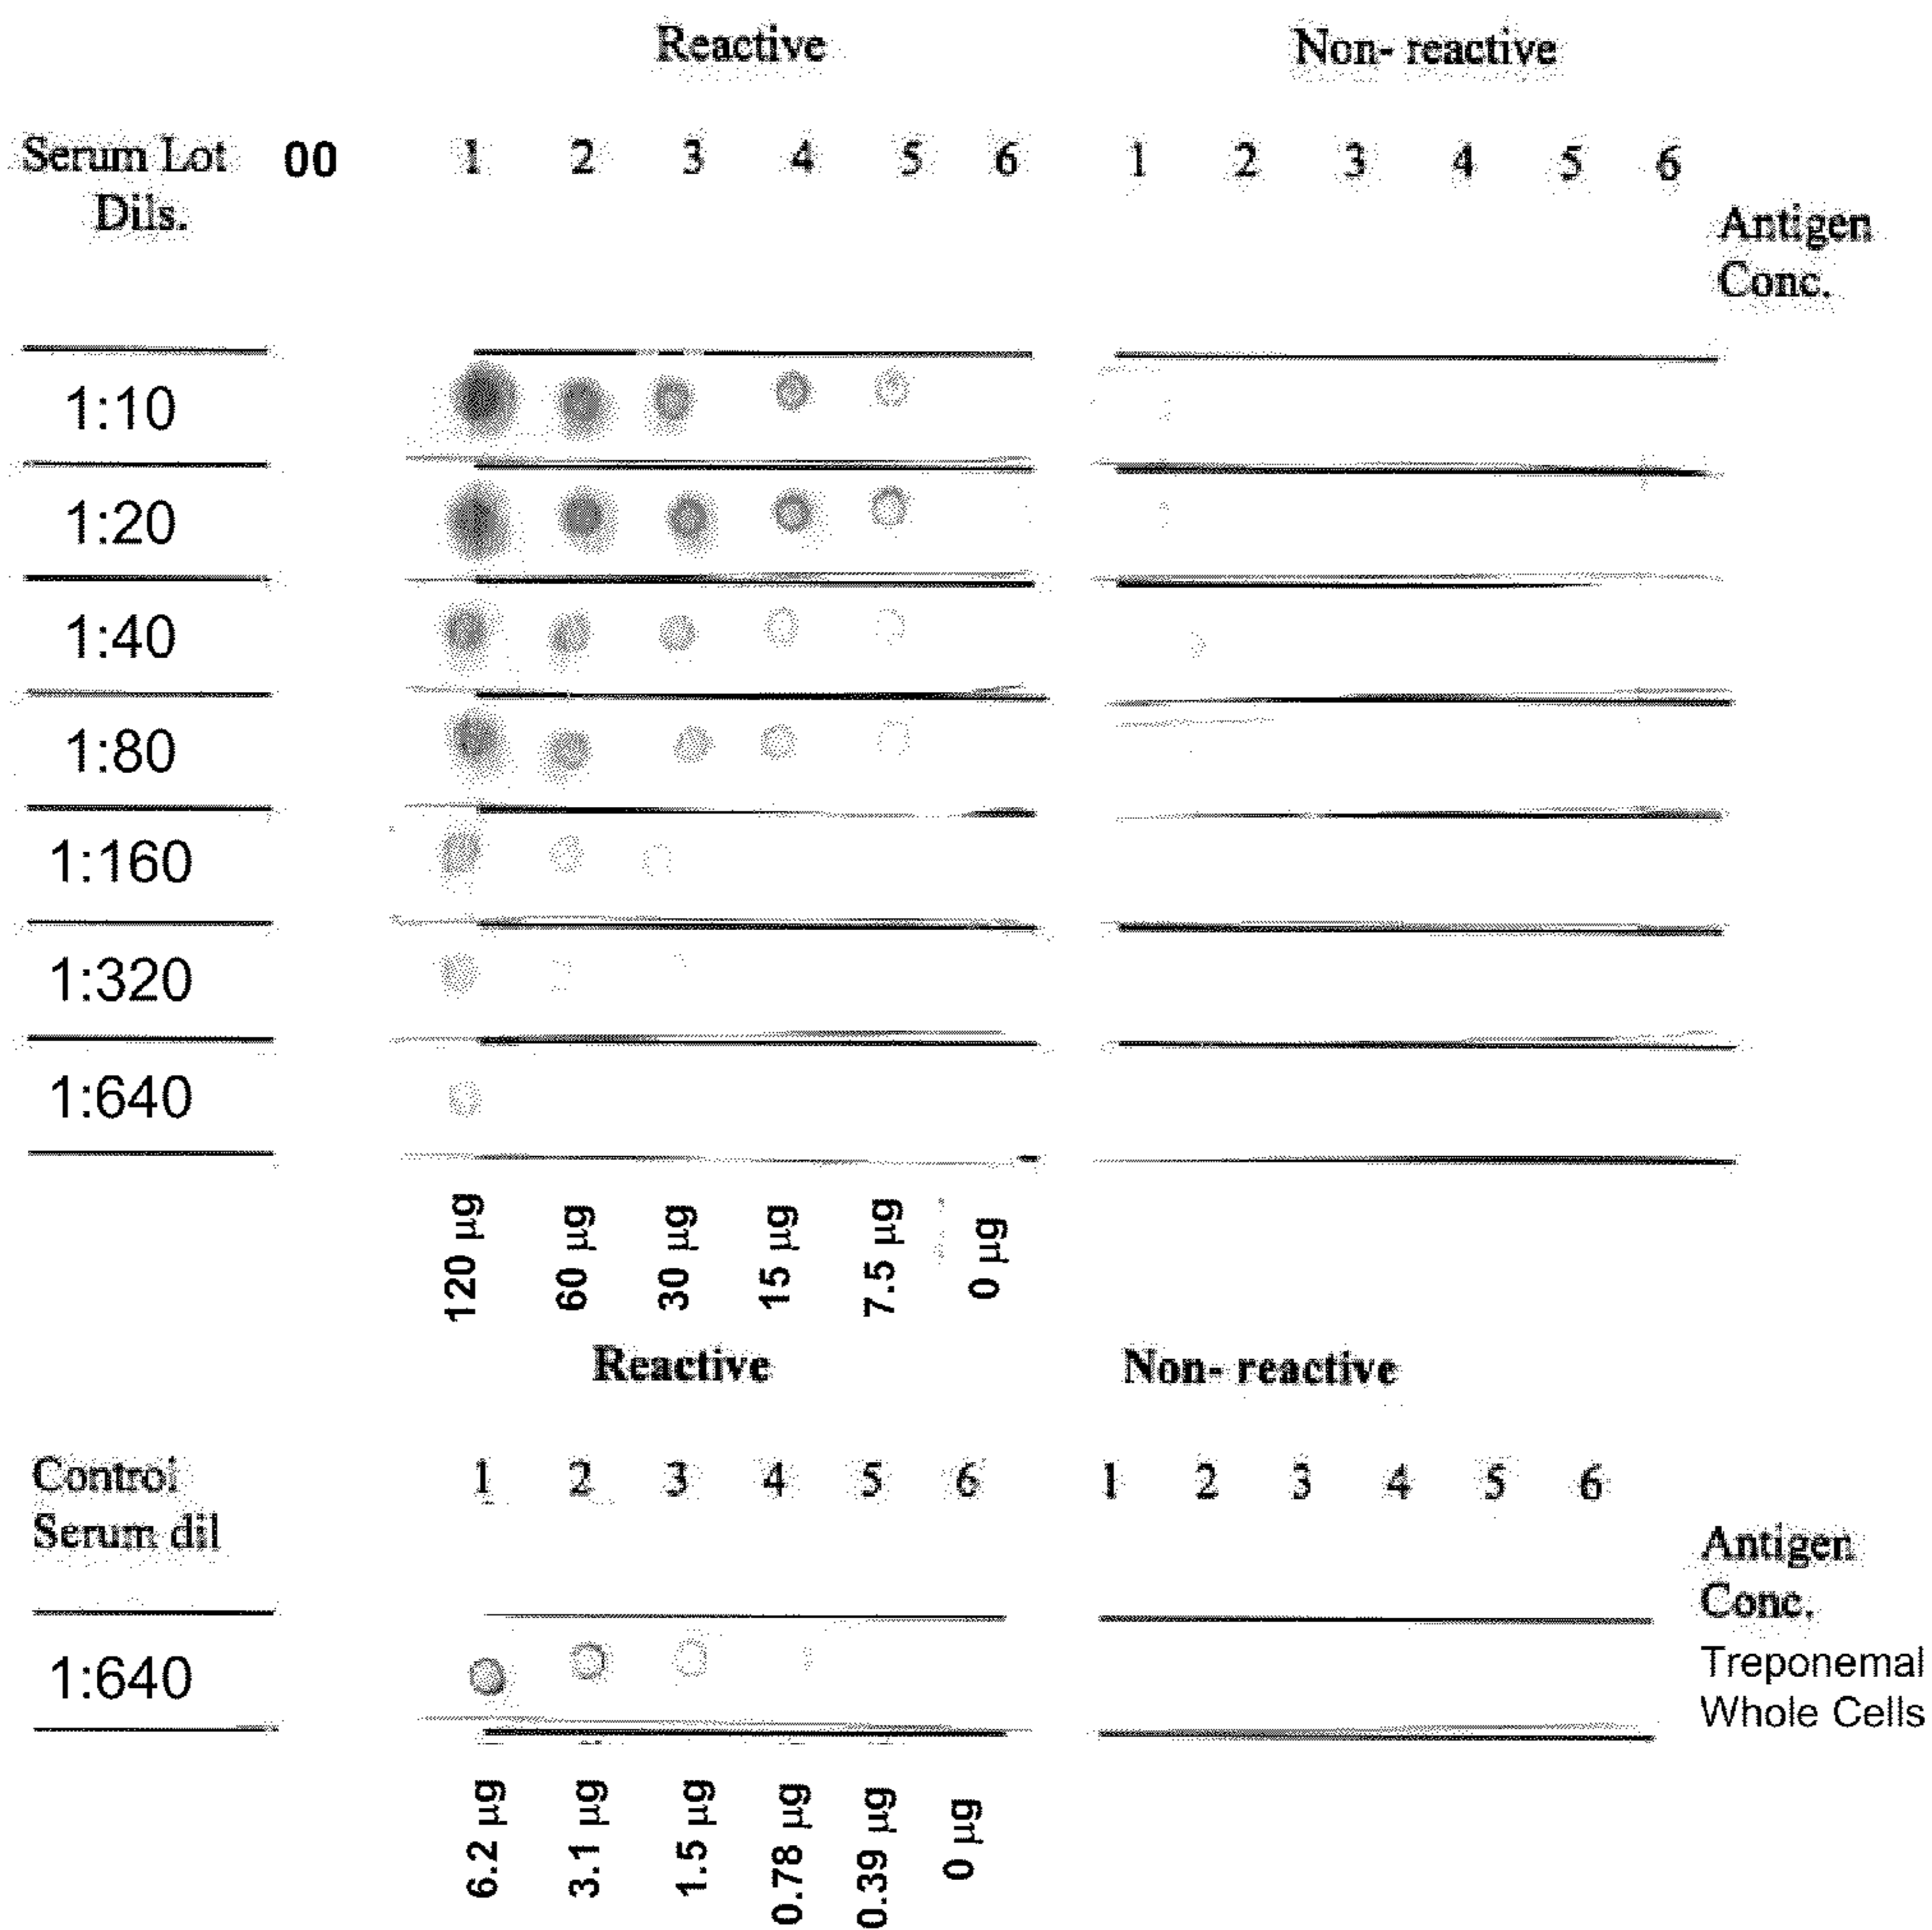 Reactive Non- reactive
Serum Lot 00 1 2 3 4 5 6 1 2 3 4 5 6
Dils.
Antigen
Conc.
1:10
1:20
1:40
1:80
1:160
1:320
1:640
120 µg 60 µg 30 µg 15 µg 7.5 µg 0 µg
Reactive Non- reactive
Control 1 2 3 4 5 6 1 2 3 4 5 6
Serum dil
Antigen
Conc.
1:640 Treponemal
Whole Cells
6.2 µg 3.1 µg 1.5 µg 0.78 µg 0.39 µg 0 µg